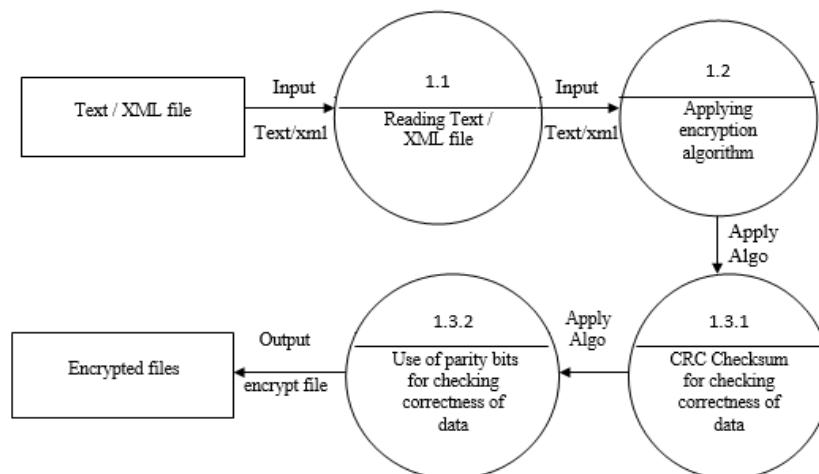 Text / XML file
Input
Text/xml
1.1
Reading Text /
XML file
Input
Text/xml
1.2
Applying
encryption
algorithm
Apply
Algo
1.3.1
CRC Checksum
for checking
correctness of
data
Apply
Algo
1.3.2
Use of parity bits
for checking
correctness of
data
Output
encrypt file
Encrypted files